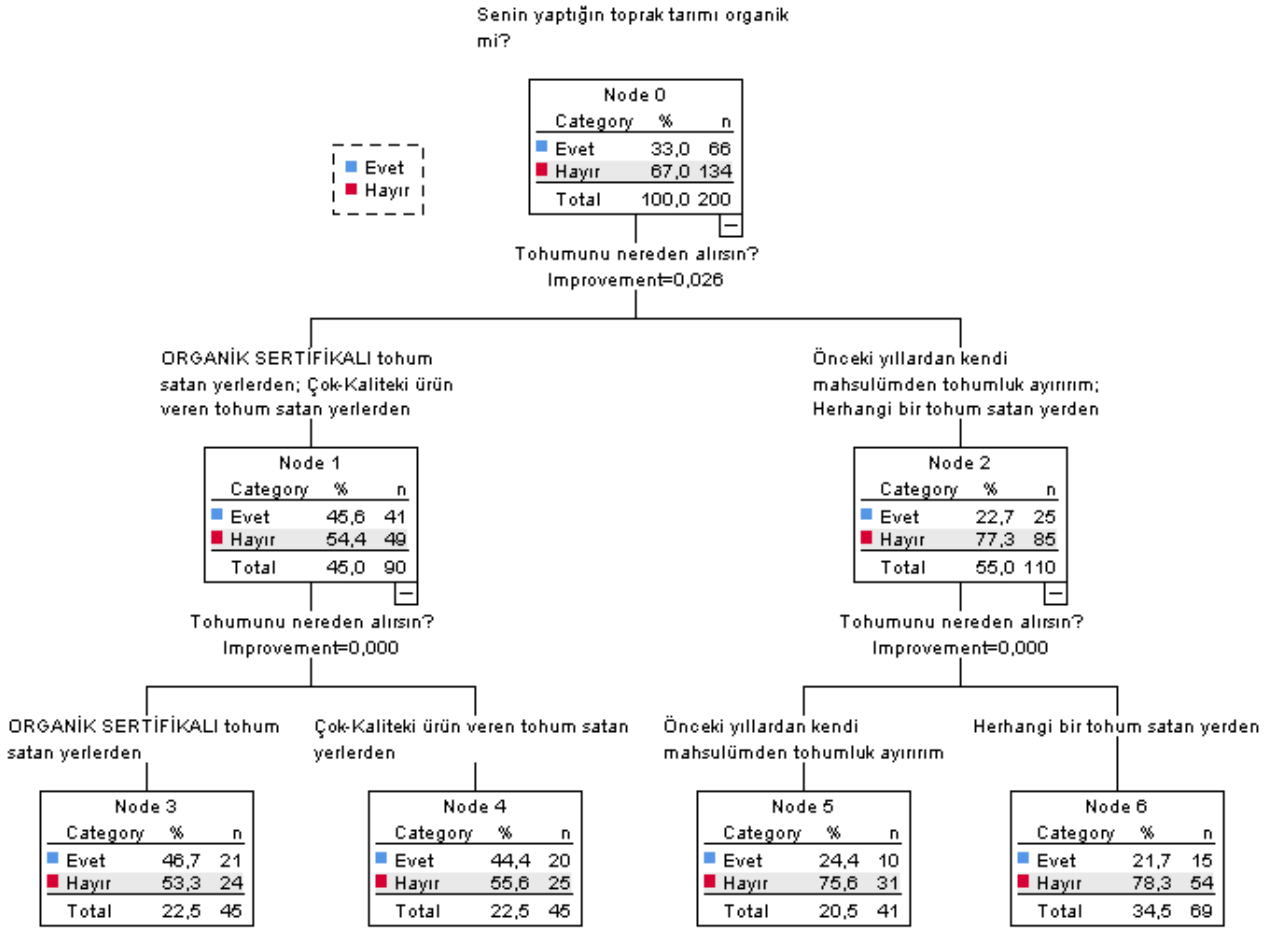 Senin yaptığın toprak tarımı organik
mi?
Node 0
Category % n
Evet 33,0 66
Hayır 67,0 134
Total 100,0 200
Evet
Hayır
Tohumunu nereden alırsın?
Improvement=0,026
ORGANİK SERTİFİKALI tohum
satan yerlerden; Çok-Kaliteki ürün
veren tohum satan yerlerden
Önceki yıllardan kendi
mahsulümden tohumluk ayırırım;
Herhangi bir tohum satan yerden
Node 1
Category % n
Evet 45,6 41
Hayır 54,4 49
Total 45,0 90
Node 2
Category % n
Evet 22,7 25
Hayır 77,3 85
Total 55,0 110
Tohumunu nereden alırsın?
Improvement=0,000
Tohumunu nereden alırsın?
Improvement=0,000
ORGANİK SERTİFİKALI tohum
satan yerlerden
Çok-Kaliteki ürün veren tohum satan
yerlerden
Önceki yıllardan kendi
mahsulümden tohumluk ayırırım
Herhangi bir tohum satan yerden
Node 3
Category % n
Evet 46,7 21
Hayır 53,3 24
Total 22,5 45
Node 4
Category % n
Evet 44,4 20
Hayır 55,6 25
Total 22,5 45
Node 5
Category % n
Evet 24,4 10
Hayır 75,6 31
Total 20,5 41
Node 6
Category % n
Evet 21,7 15
Hayır 78,3 54
Total 34,5 69